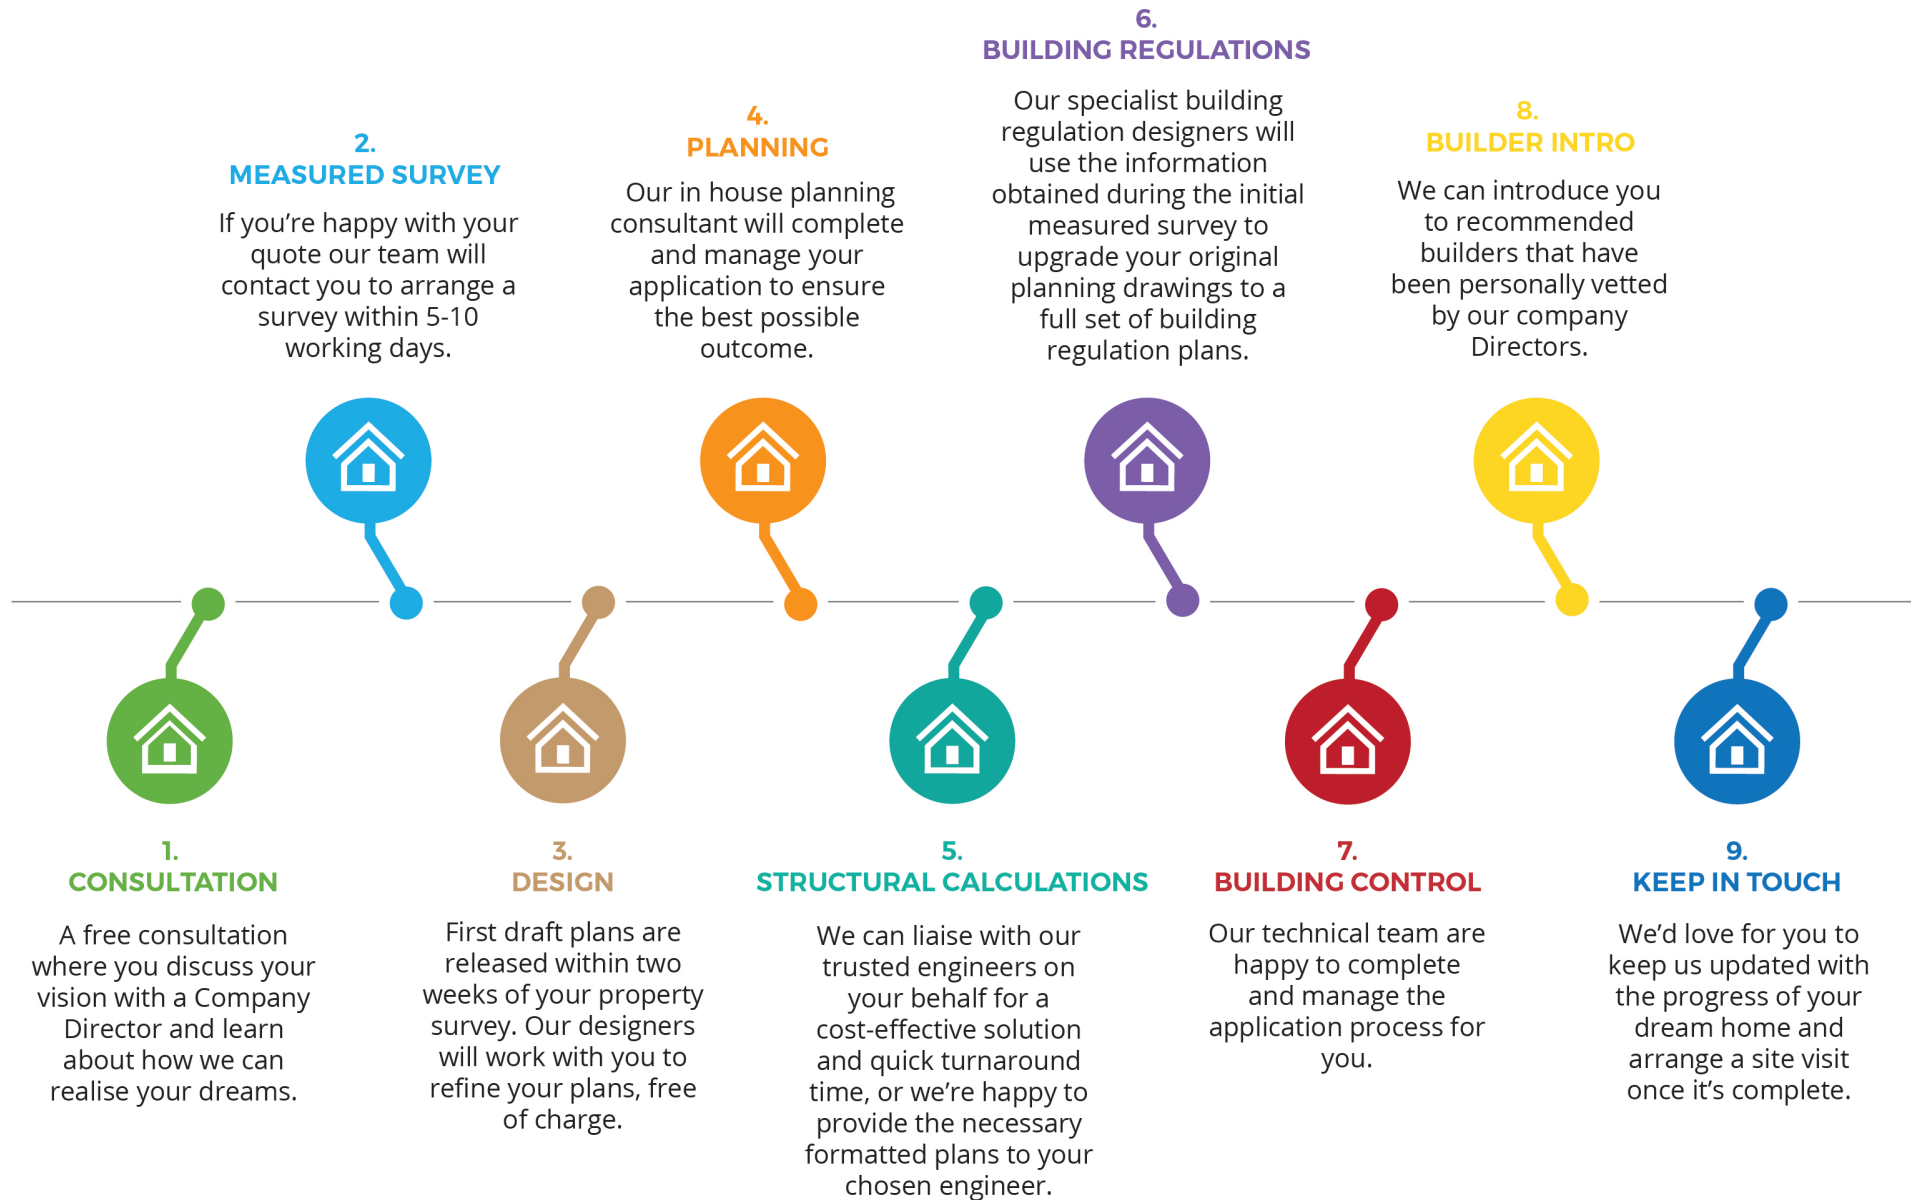 1.
CONSULTATION
A free consultation
where you discuss your
vision with a Company
Director and learn
about how we can
realise your dreams.
2.
MEASURED SURVEY
If you’re happy with your
quote our team will
contact you to arrange a
survey within 5-10
working days.
3.
DESIGN
First draft plans are
released within two
weeks of your property
survey. Our designers
will work with you to
refine your plans, free
of charge.
4.
PLANNING
Our in house planning
consultant will complete
and manage your
application to ensure
the best possible
outcome.
5.
STRUCTURAL CALCULATIONS
We can liaise with our
trusted engineers on
your behalf for a
cost-effective solution
and quick turnaround
time, or we’re happy to
provide the necessary
formatted plans to your
chosen engineer.
6.
BUILDING REGULATIONS
Our specialist building
regulation designers will
use the information
obtained during the initial
measured survey to
upgrade your original
planning drawings to a
full set of building
regulation plans.
7.
BUILDING CONTROL
Our technical team are
happy to complete
and manage the
application process for
you.
8.
BUILDER INTRO
We can introduce you
to recommended
builders that have
been personally vetted
by our company
Directors.
9.
KEEP IN TOUCH
We’d love for you to
keep us updated with
the progress of your
dream home and
arrange a site visit
once it’s complete.